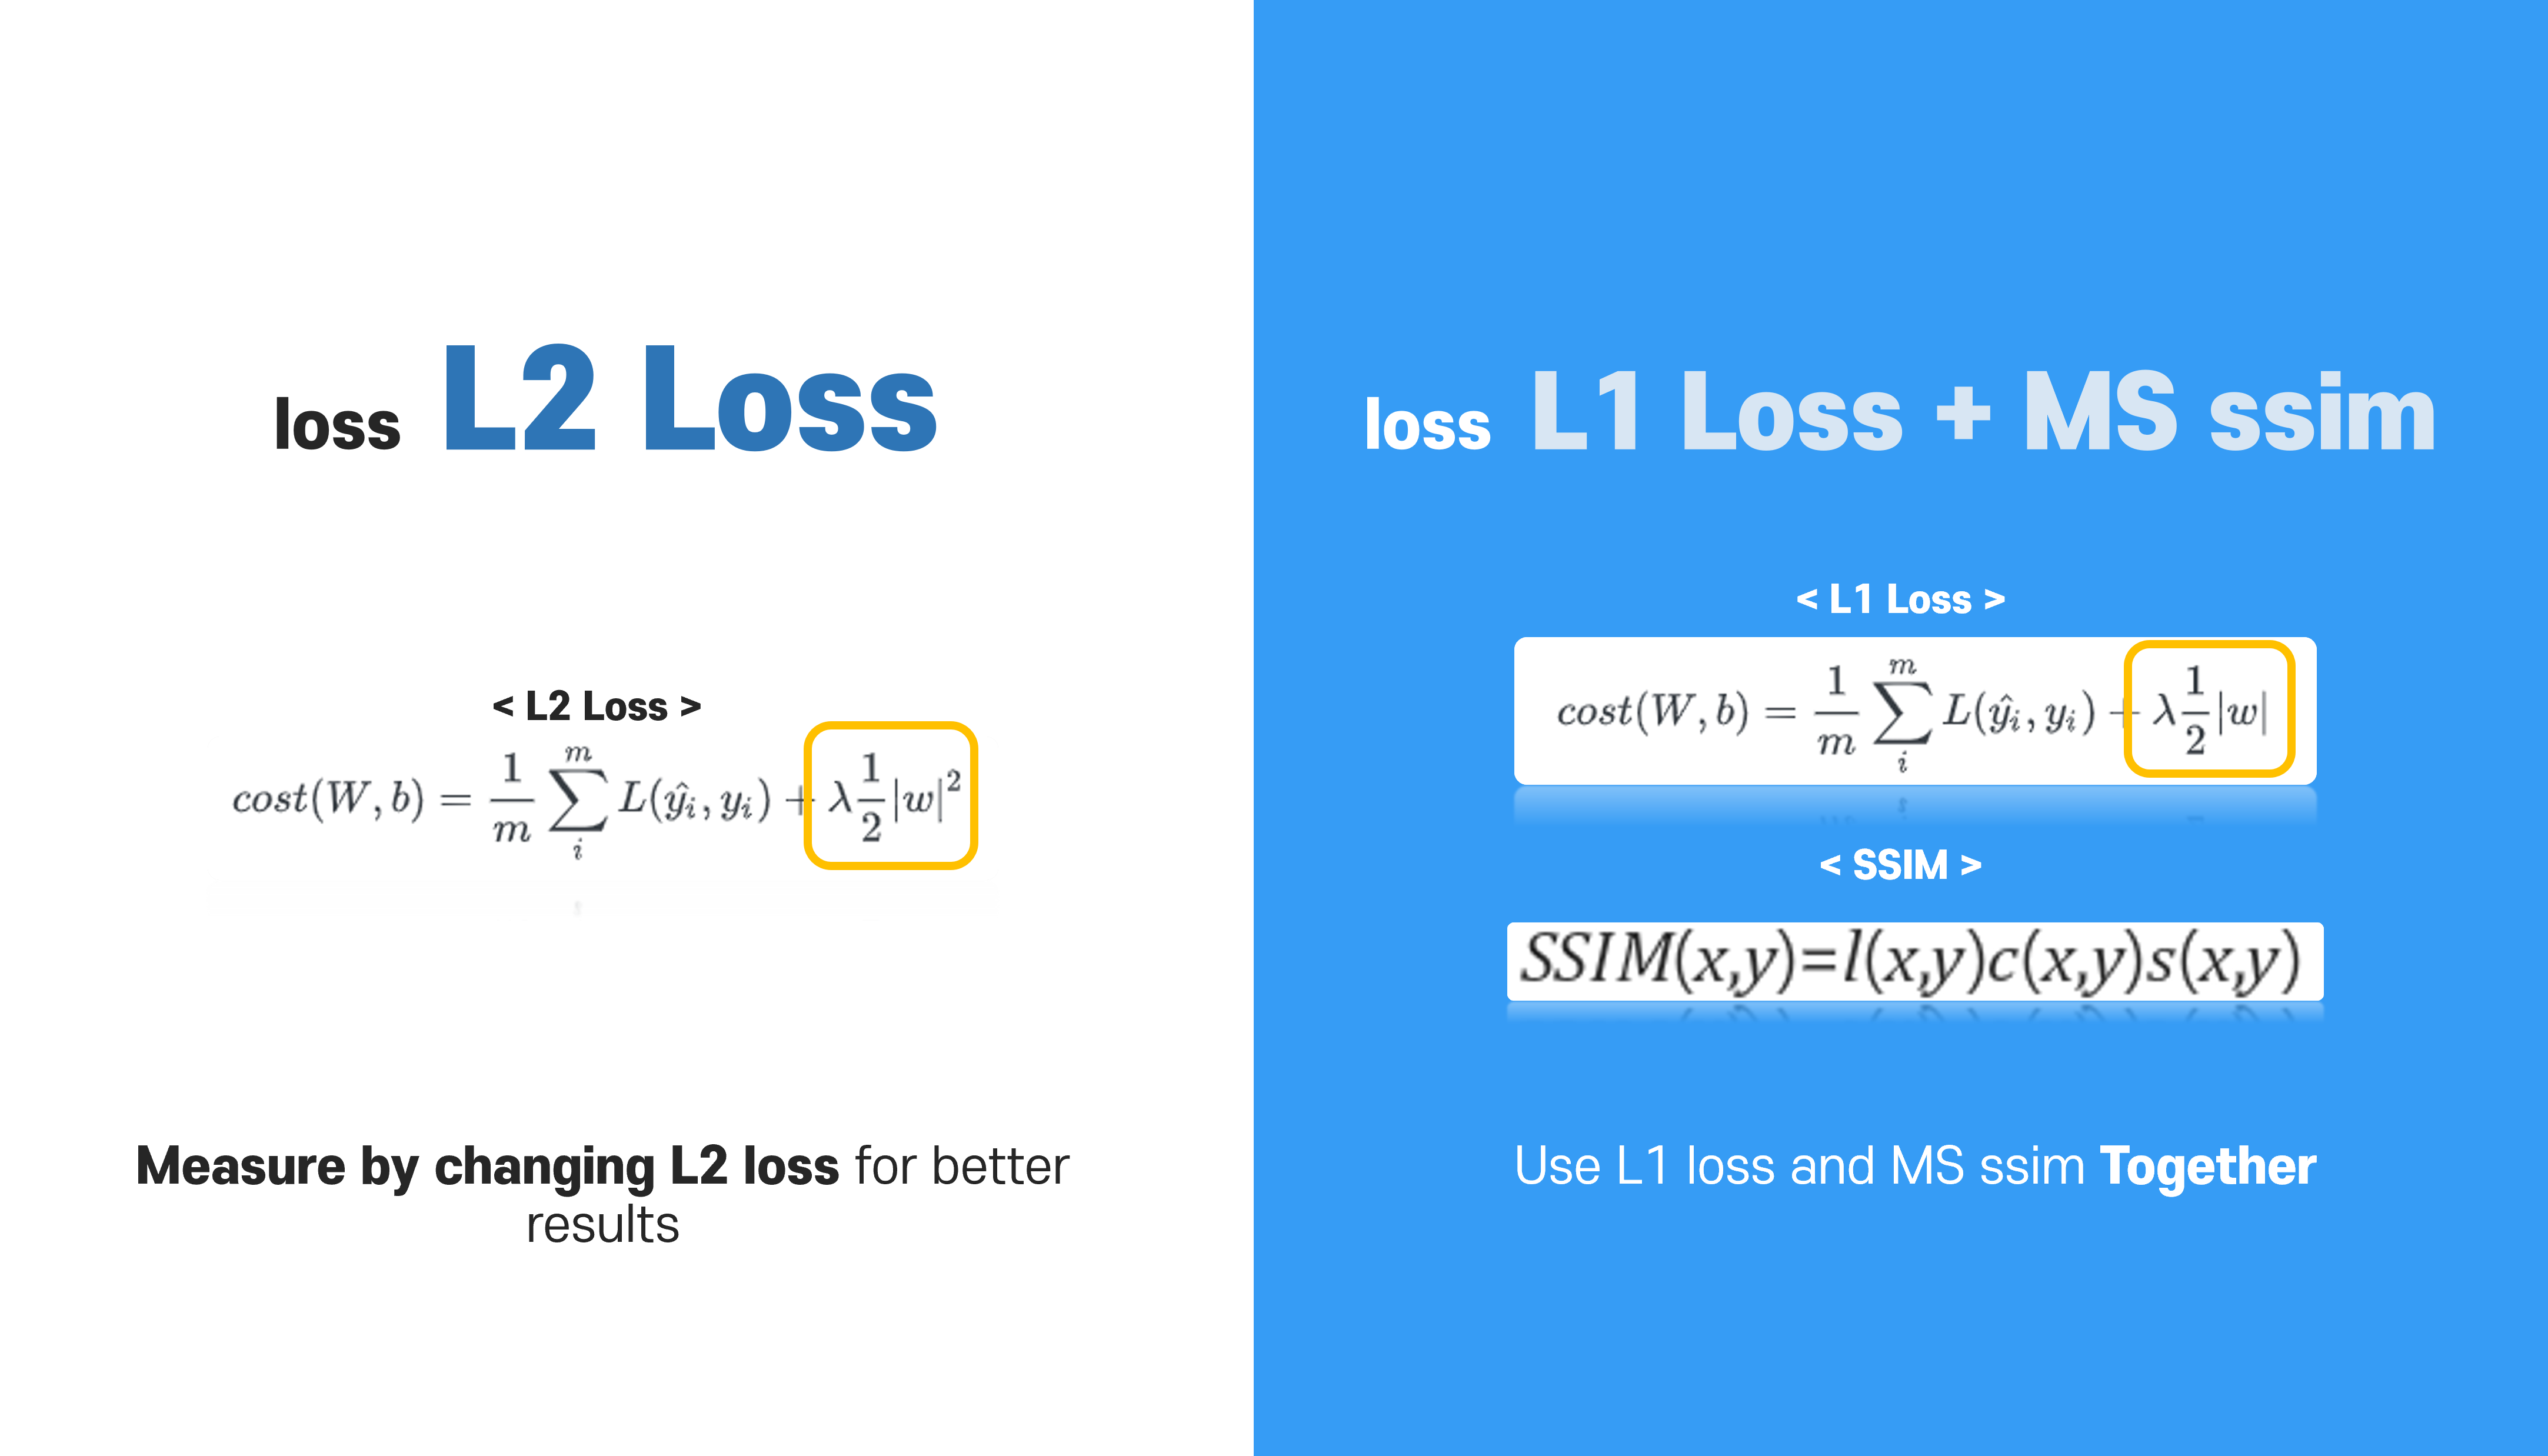 loss L2 Loss
< L2 Loss >
cost(W, b) = \frac{1}{m} \sum_{i}^{m} L(\hat{y_i}, y_i) + \lambda \frac{1}{2} |w|^2
Measure by changing L2 loss for better
results
loss L1 Loss + MS ssim
< L1 Loss >
cost(W, b) = \frac{1}{m} \sum_{i}^{m} L(\hat{y_i}, y_i) + \lambda \frac{1}{2} |w|
< SSIM >
SSIM(x,y)=l(x,y)c(x,y)s(x,y)
Use L1 loss and MS ssim Together